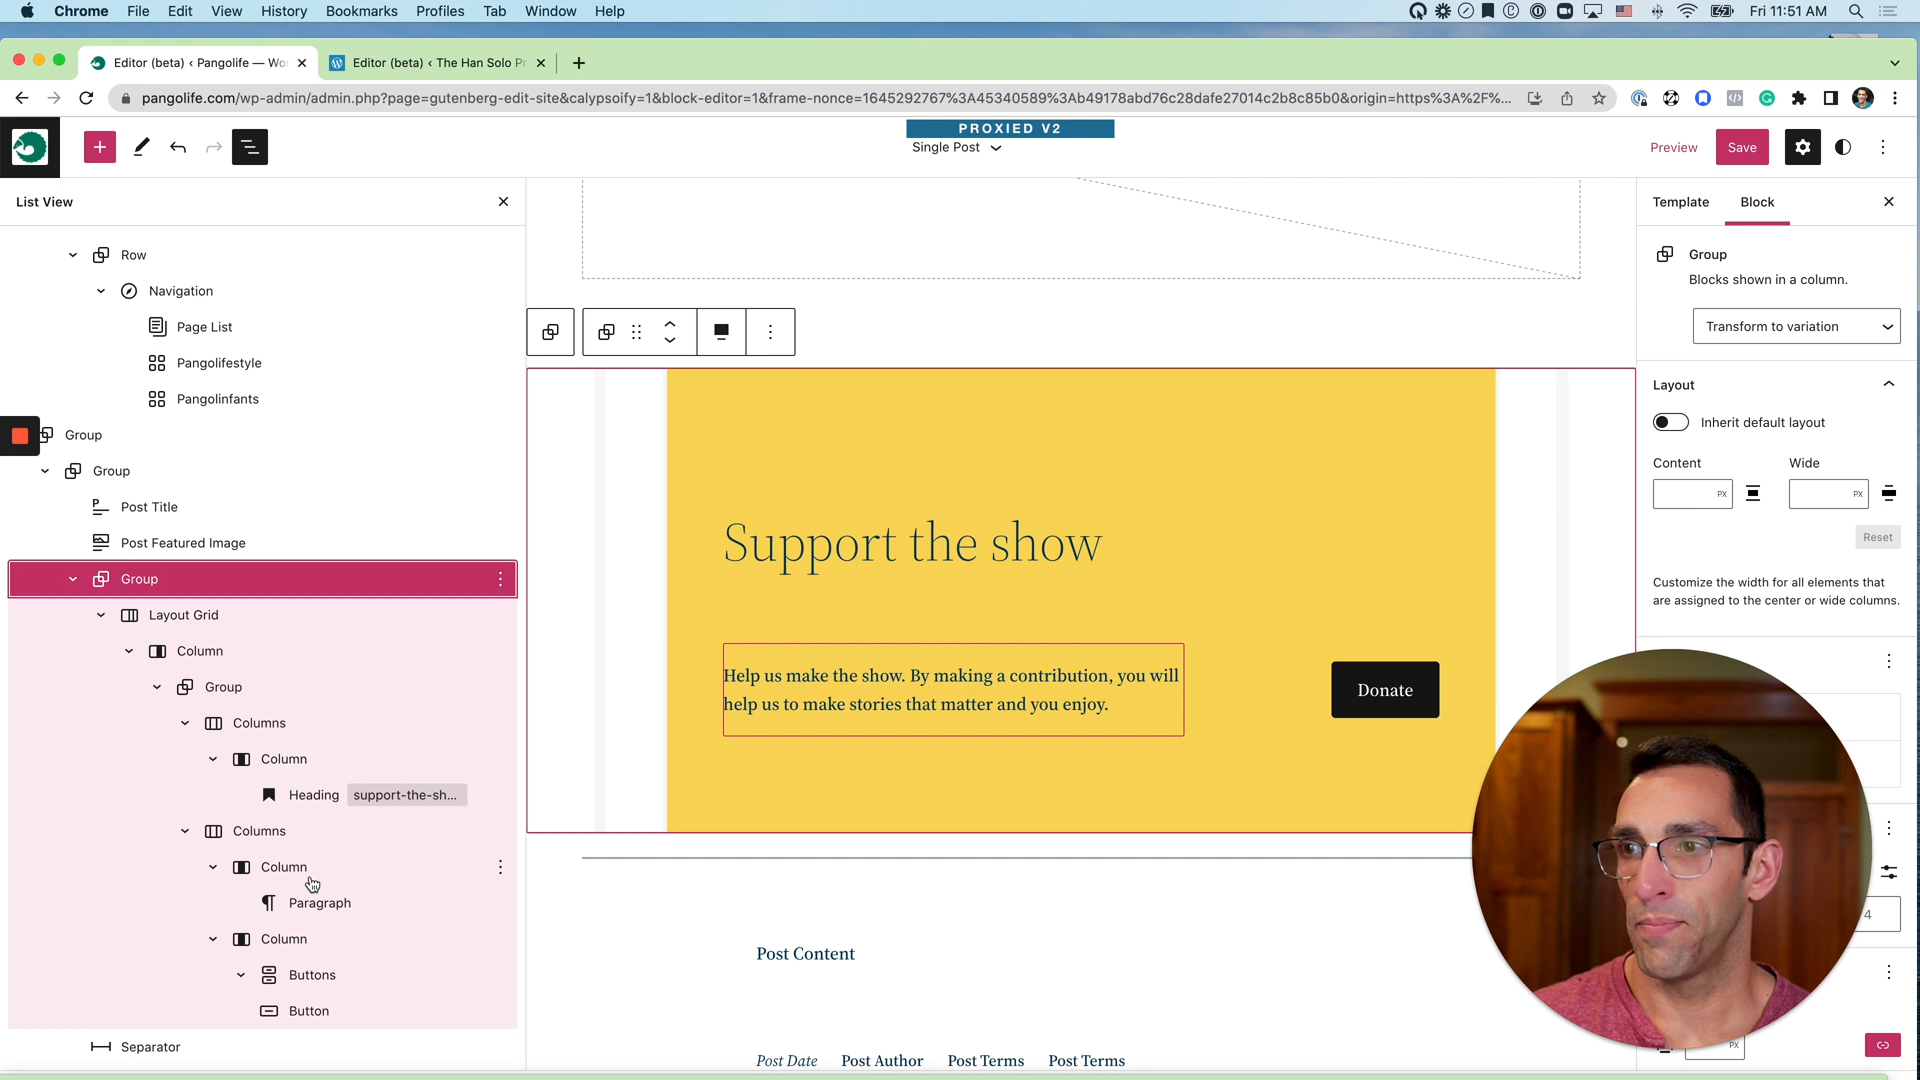 Chrome File Edit View History Bookmarks Profiles Tab Window Help
Fri 11:51 AM
Editor (beta) ‹ Pangolife — Wo
Editor (beta) ‹ The Han Solo Pr
pangolife.com/wp-admin/admin.php?page=gutenberg-edit-site&calypsoify=1&block-editor=1&frame-nonce=1645292767%3A45340589%3Ab49178abd76c28dafe27014c2b8c85b0&origin=https%3A%2F%...
PROXIED V2
Single Post
Preview
Save
List View
Template
Block
Row
Navigation
Page List
Pangolifestyle
Pangolinfants
Group
Group
Post Title
Post Featured Image
Group
Layout Grid
Column
Group
Columns
Column
Heading support-the-sh...
Columns
Column
Paragraph
Column
Buttons
Button
Separator
Support the show
Help us make the show. By making a contribution, you will
help us to make stories that matter and you enjoy.
Donate
Post Content
Post Date Post Author Post Terms Post Terms
Group
Blocks shown in a column.
Transform to variation
Layout
Inherit default layout
Content
Wide
PX
PX
Reset
Customize the width for all elements that
are assigned to the center or wide columns.
4
PX